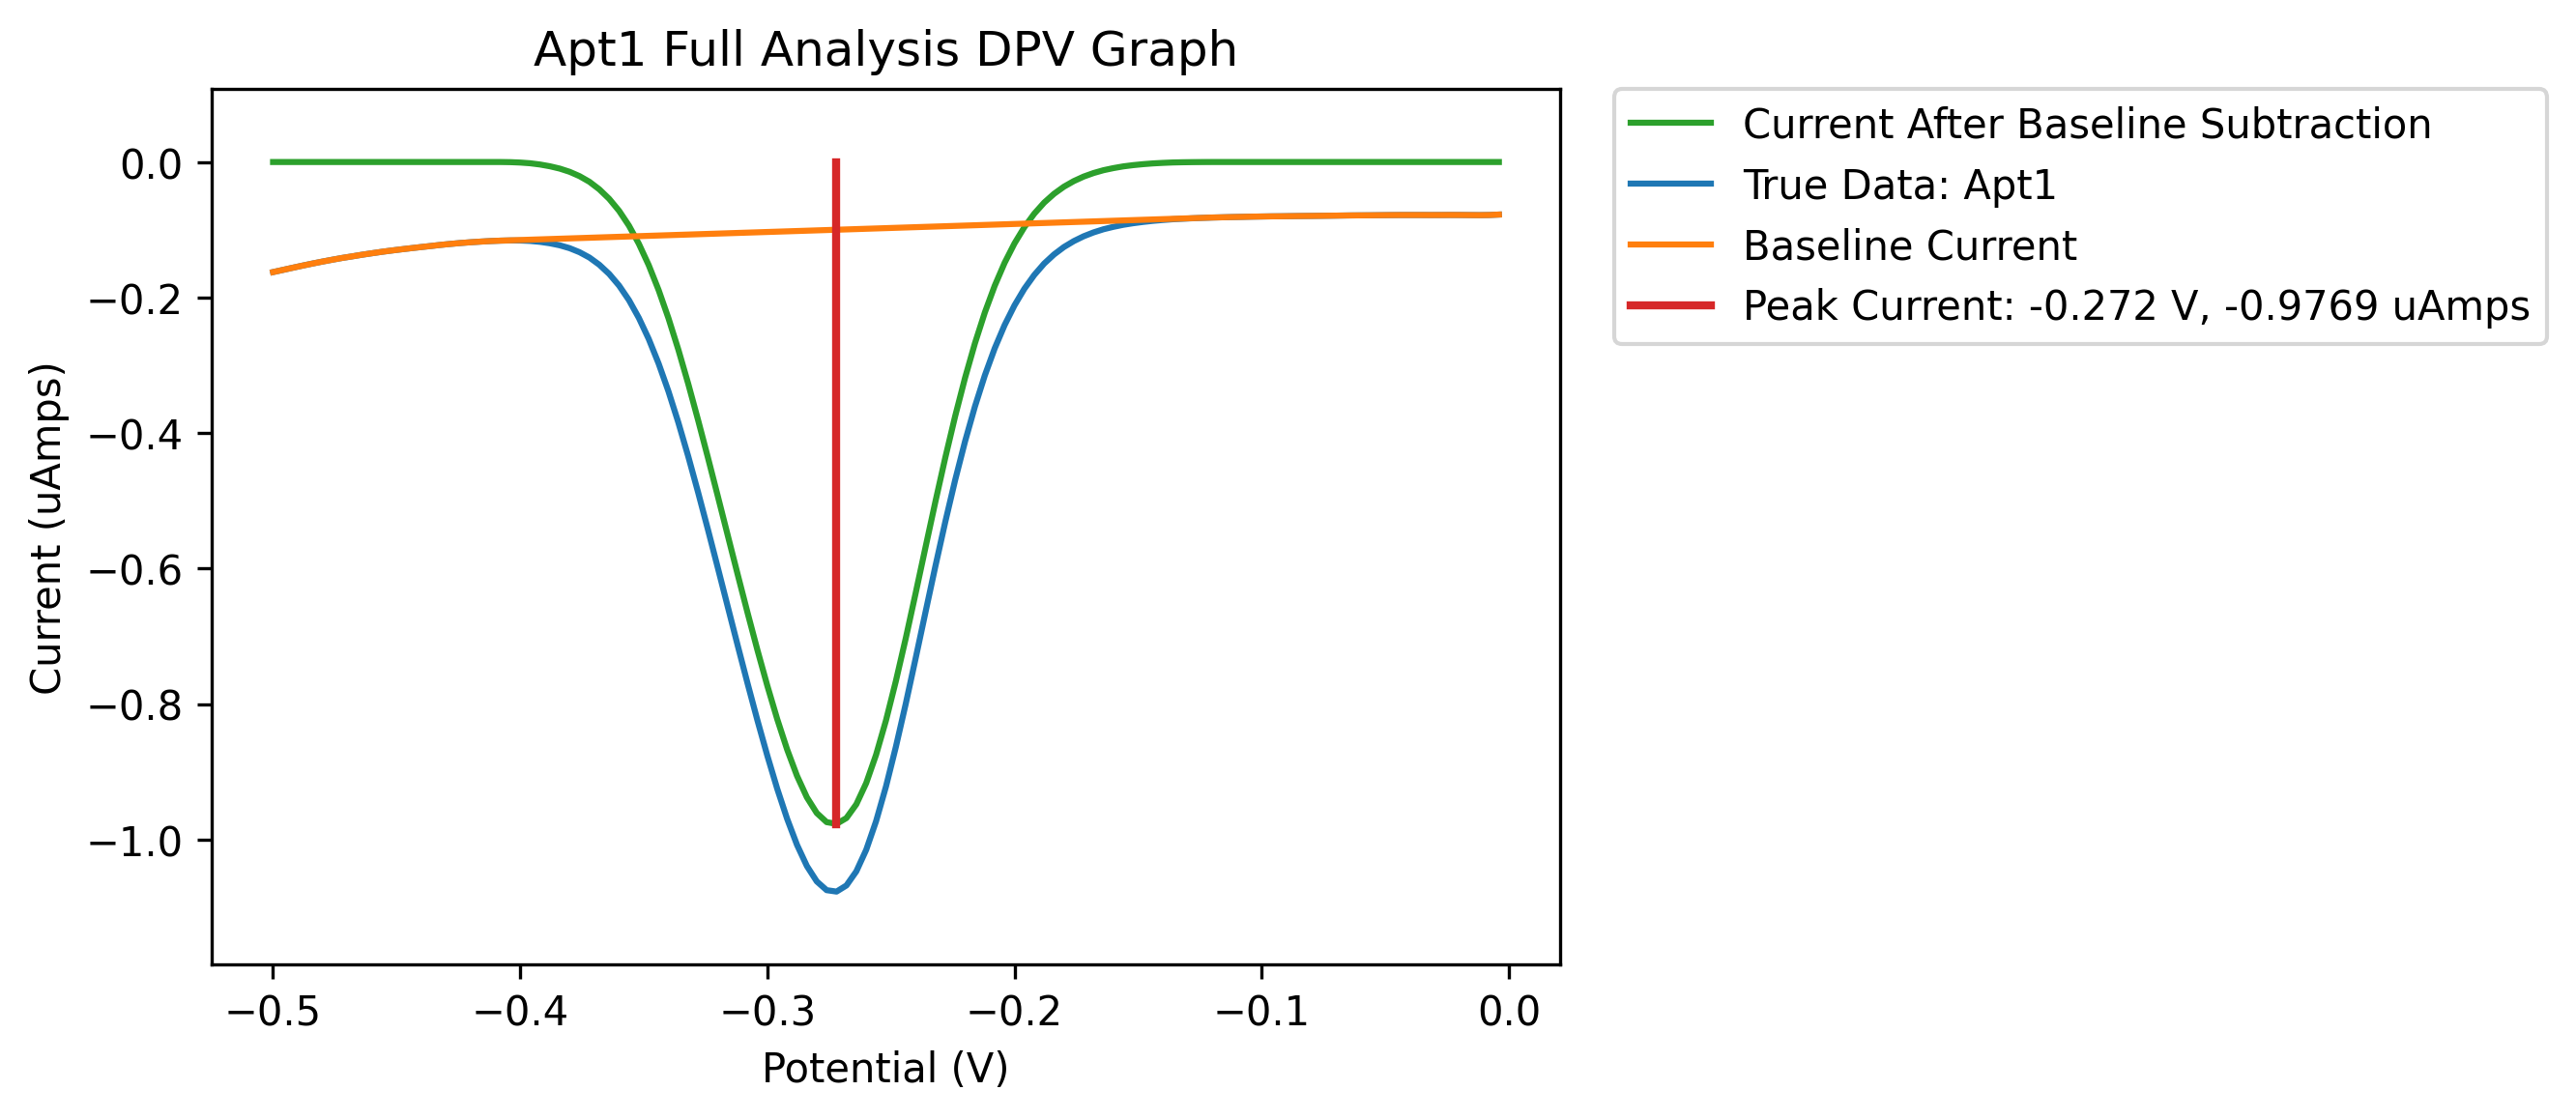 Apt1 Full Analysis DPV Graph
Current After Baseline Subtraction
True Data: Apt1
Baseline Current
Peak Current: -0.272 V, -0.9769 uAmps
Current (uAmps)
0.0
−0.2
−0.4
−0.6
−0.8
−1.0
−0.5
−0.4
−0.3
−0.2
−0.1
0.0
Potential (V)